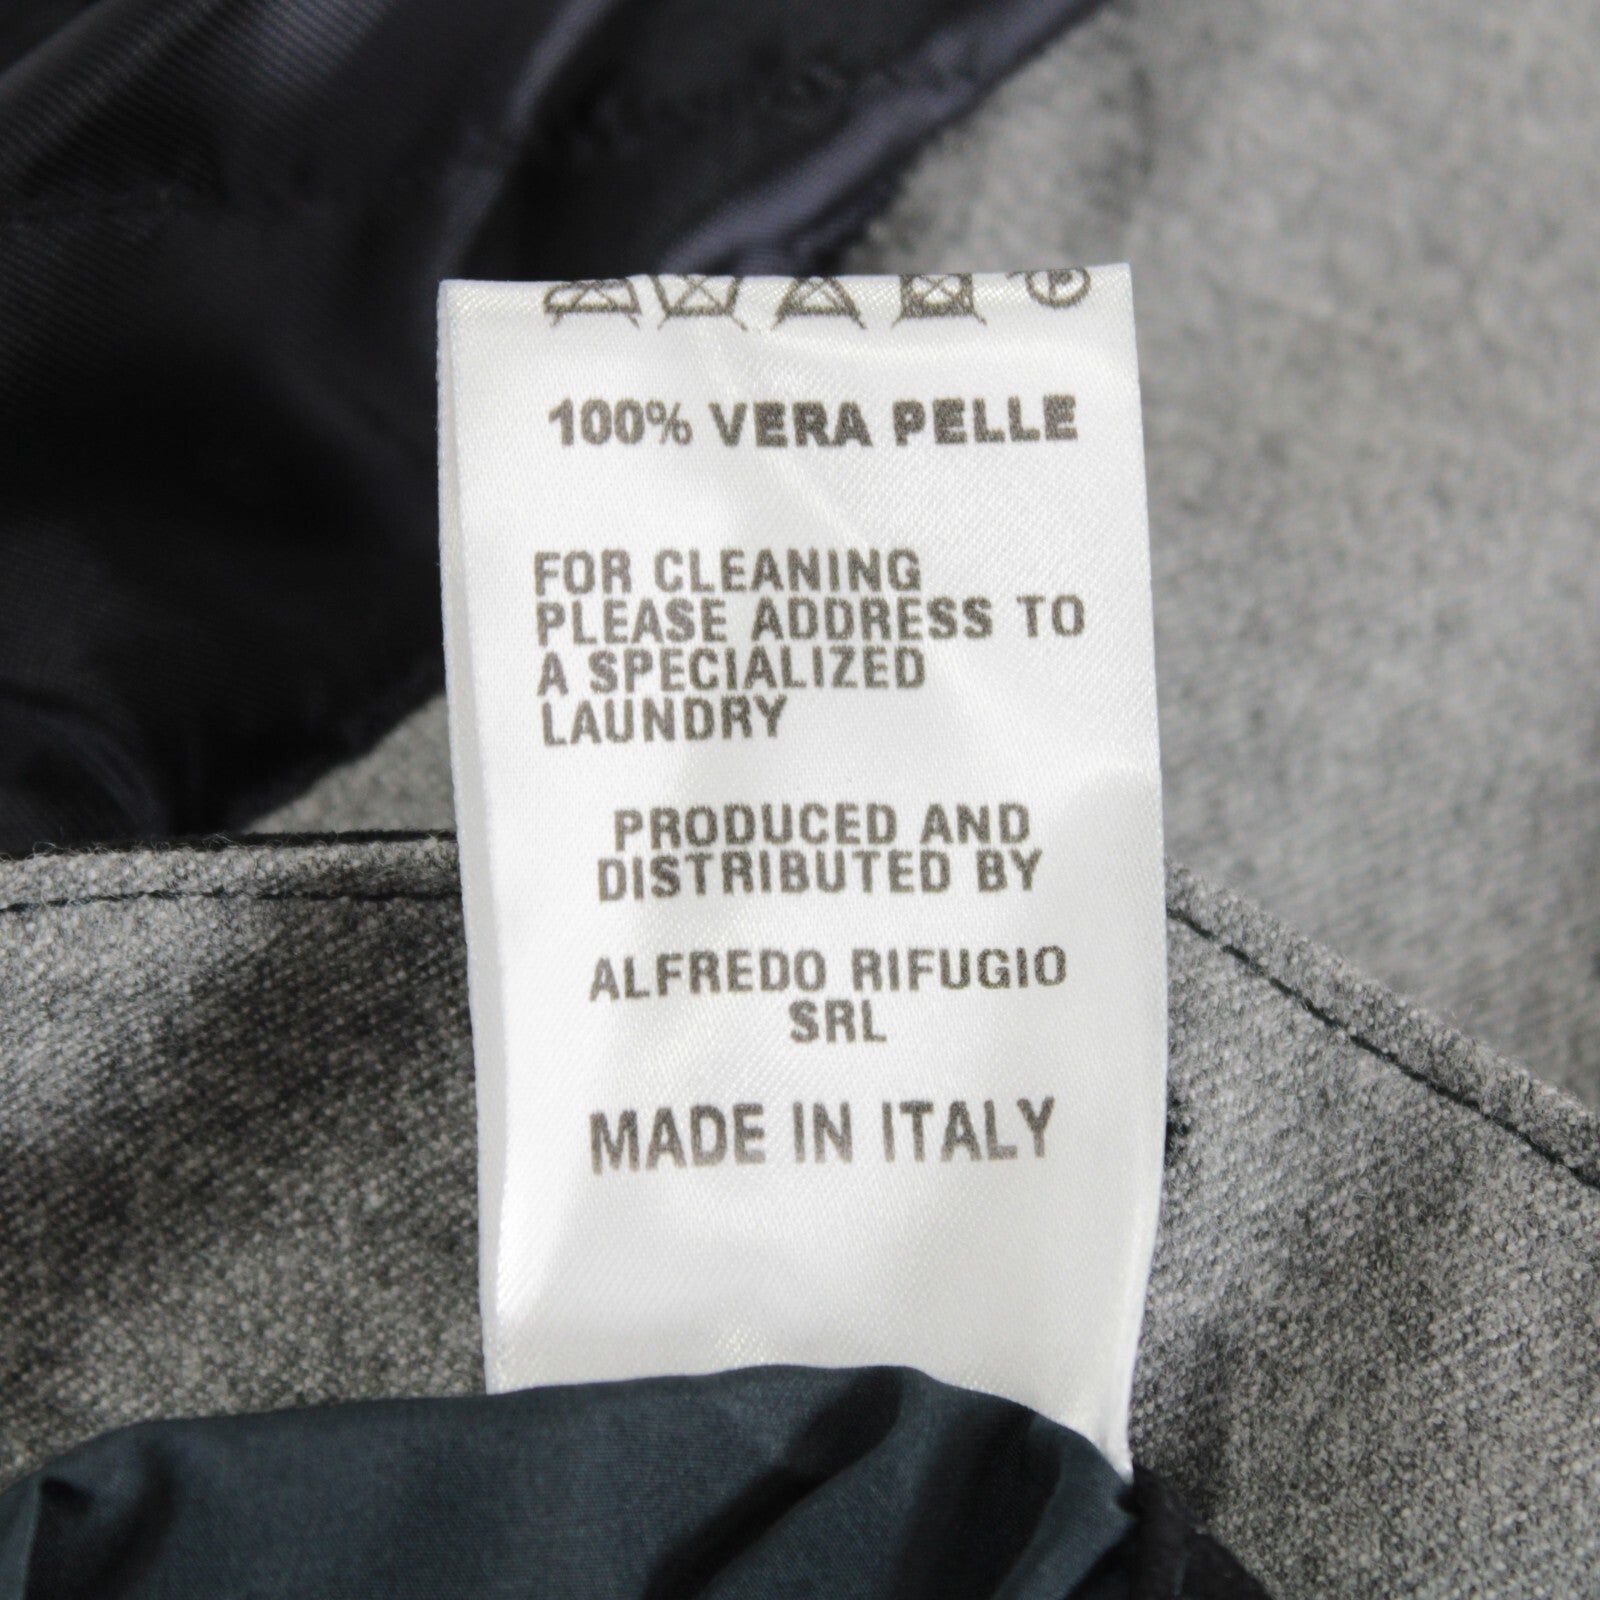 100% VERA PELLE
FOR CLEANING
PLEASE ADDRESS TO
A SPECIALIZED
LAUNDRY
PRODUCED AND
DISTRIBUTED BY
ALFREDO RIFUGIO
SRL
MADE IN ITALY